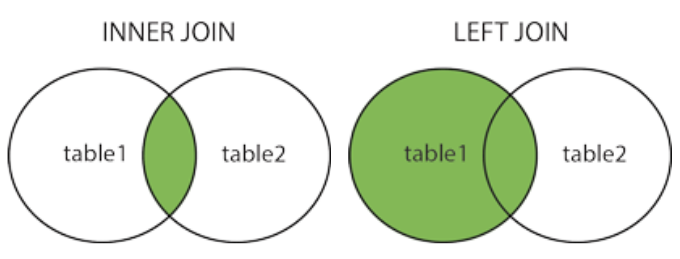 INNER JOIN
LEFT JOIN
table1
table2
table1
table2